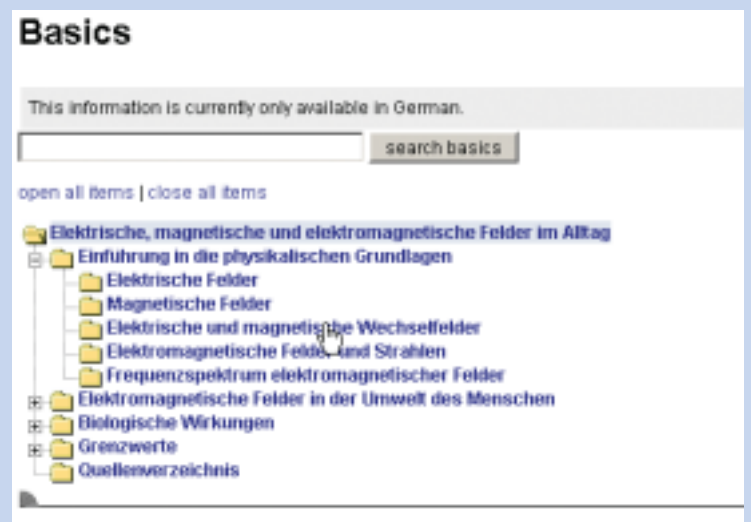 Basics
This information is currently only available in German.
search basics
open all items | close all items
Elektrische, magnetische und elektromagnetische Felder im Alltag
Einführung in die physikalischen Grundlagen
Elektrische Felder
Magnetische Felder
Elektrische und magnetische Wechselfelder
Elektromagnetische Felder und Strahlen
Frequenzspektrum elektromagnetischer Felder
Elektromagnetische Felder in der Umwelt des Menschen
Biologische Wirkungen
Grenzwerte
Quellenverzeichnis